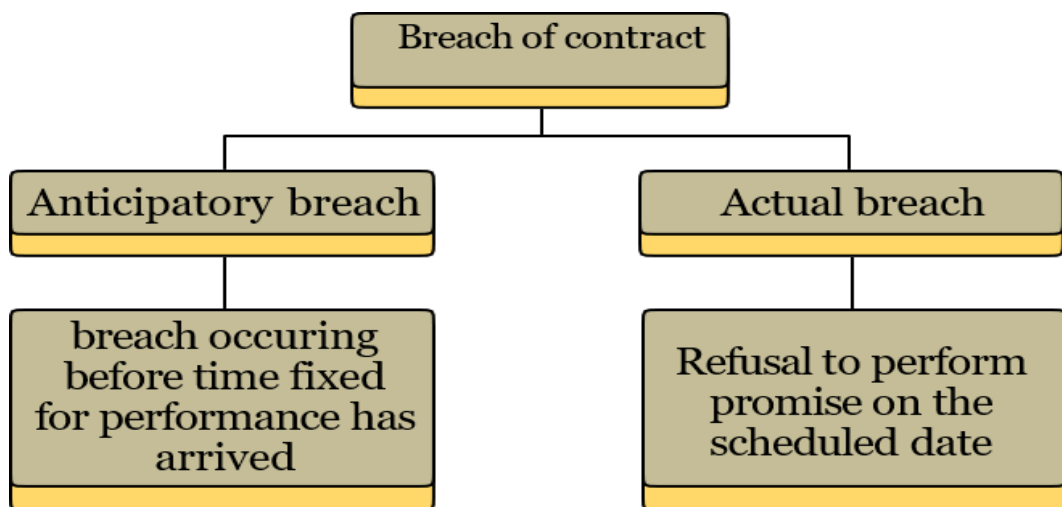 Breach of contract
Anticipatory breach
Actual breach
breach occuring
before time fixed
for performance has
arrived
Refusal to perform
promise on the
scheduled date